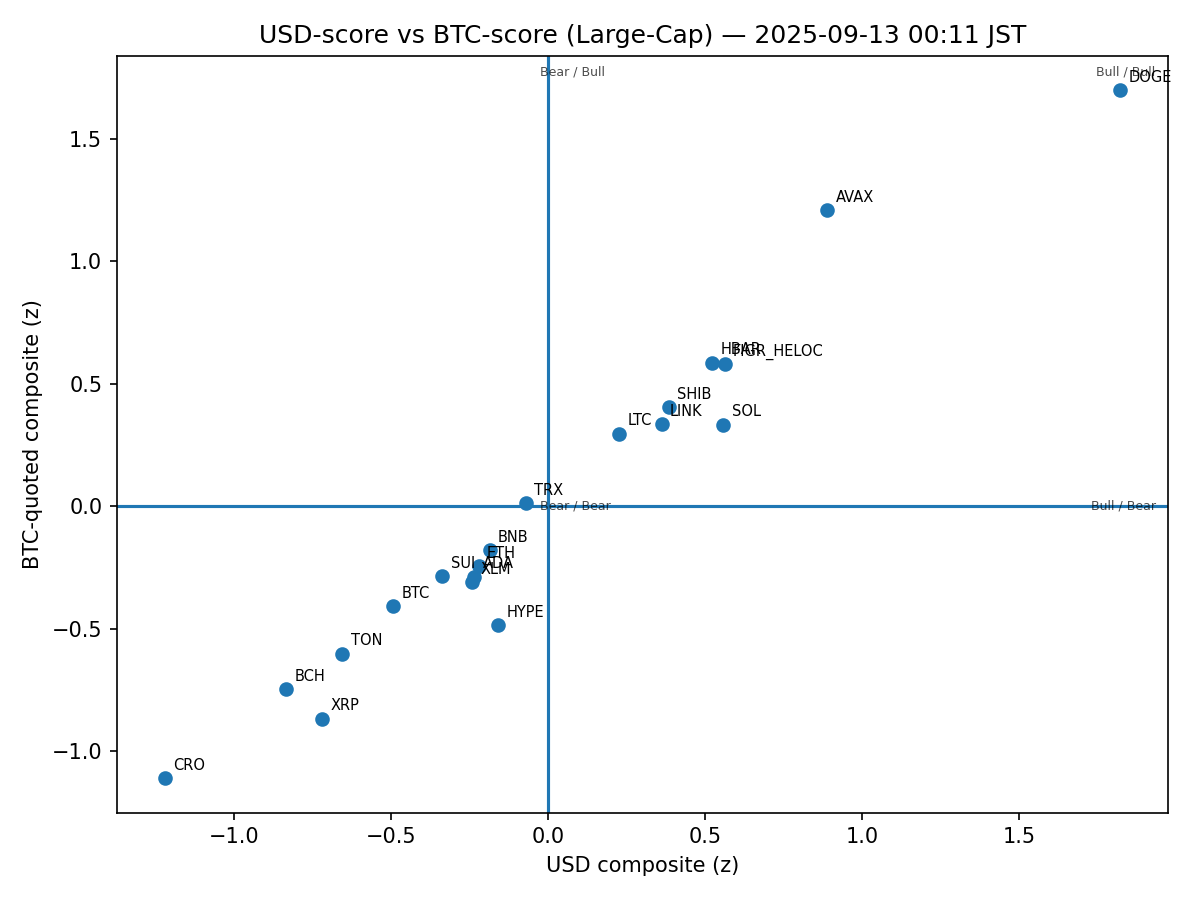 USD-score vs BTC-score (Large-Cap) — 2025-09-13 00:11 JST
Bear / Bull
Bull / Bull
DOGE
1.5
AVAX
1.0
HBAR
FIGR_HELOC
0.5
SHIB
LINK
LTC
SOL
TRX
0.0
Bear / Bear
Bull / Bear
BNB
ETH
SUI
ADA
XLM
BTC
HYPE
−0.5
TON
BCH
XRP
−1.0
CRO
−1.0
−0.5
0.0
0.5
1.0
1.5
USD composite (z)
BTC-quoted composite (z)